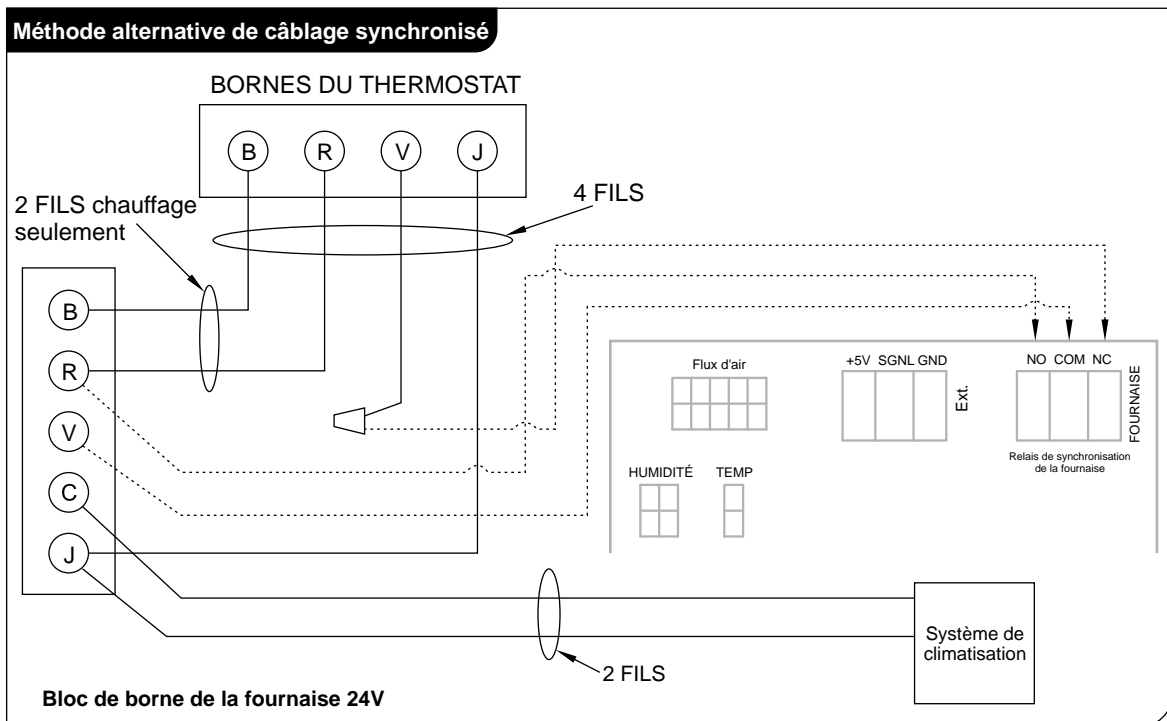 Méthode alternative de câblage synchronisé
BORNES DU THERMOSTAT
B R V J
2 FILS chauffage
seulement
4 FILS
B
R
V
C
J
Flux d'air
+5V SGNL GND
Ext.
NO COM NC
FOURNAISE
Relais de synchronisation
de la fournaise
HUMIDITÉ TEMP
Système de
climatisation
2 FILS
Bloc de borne de la fournaise 24V